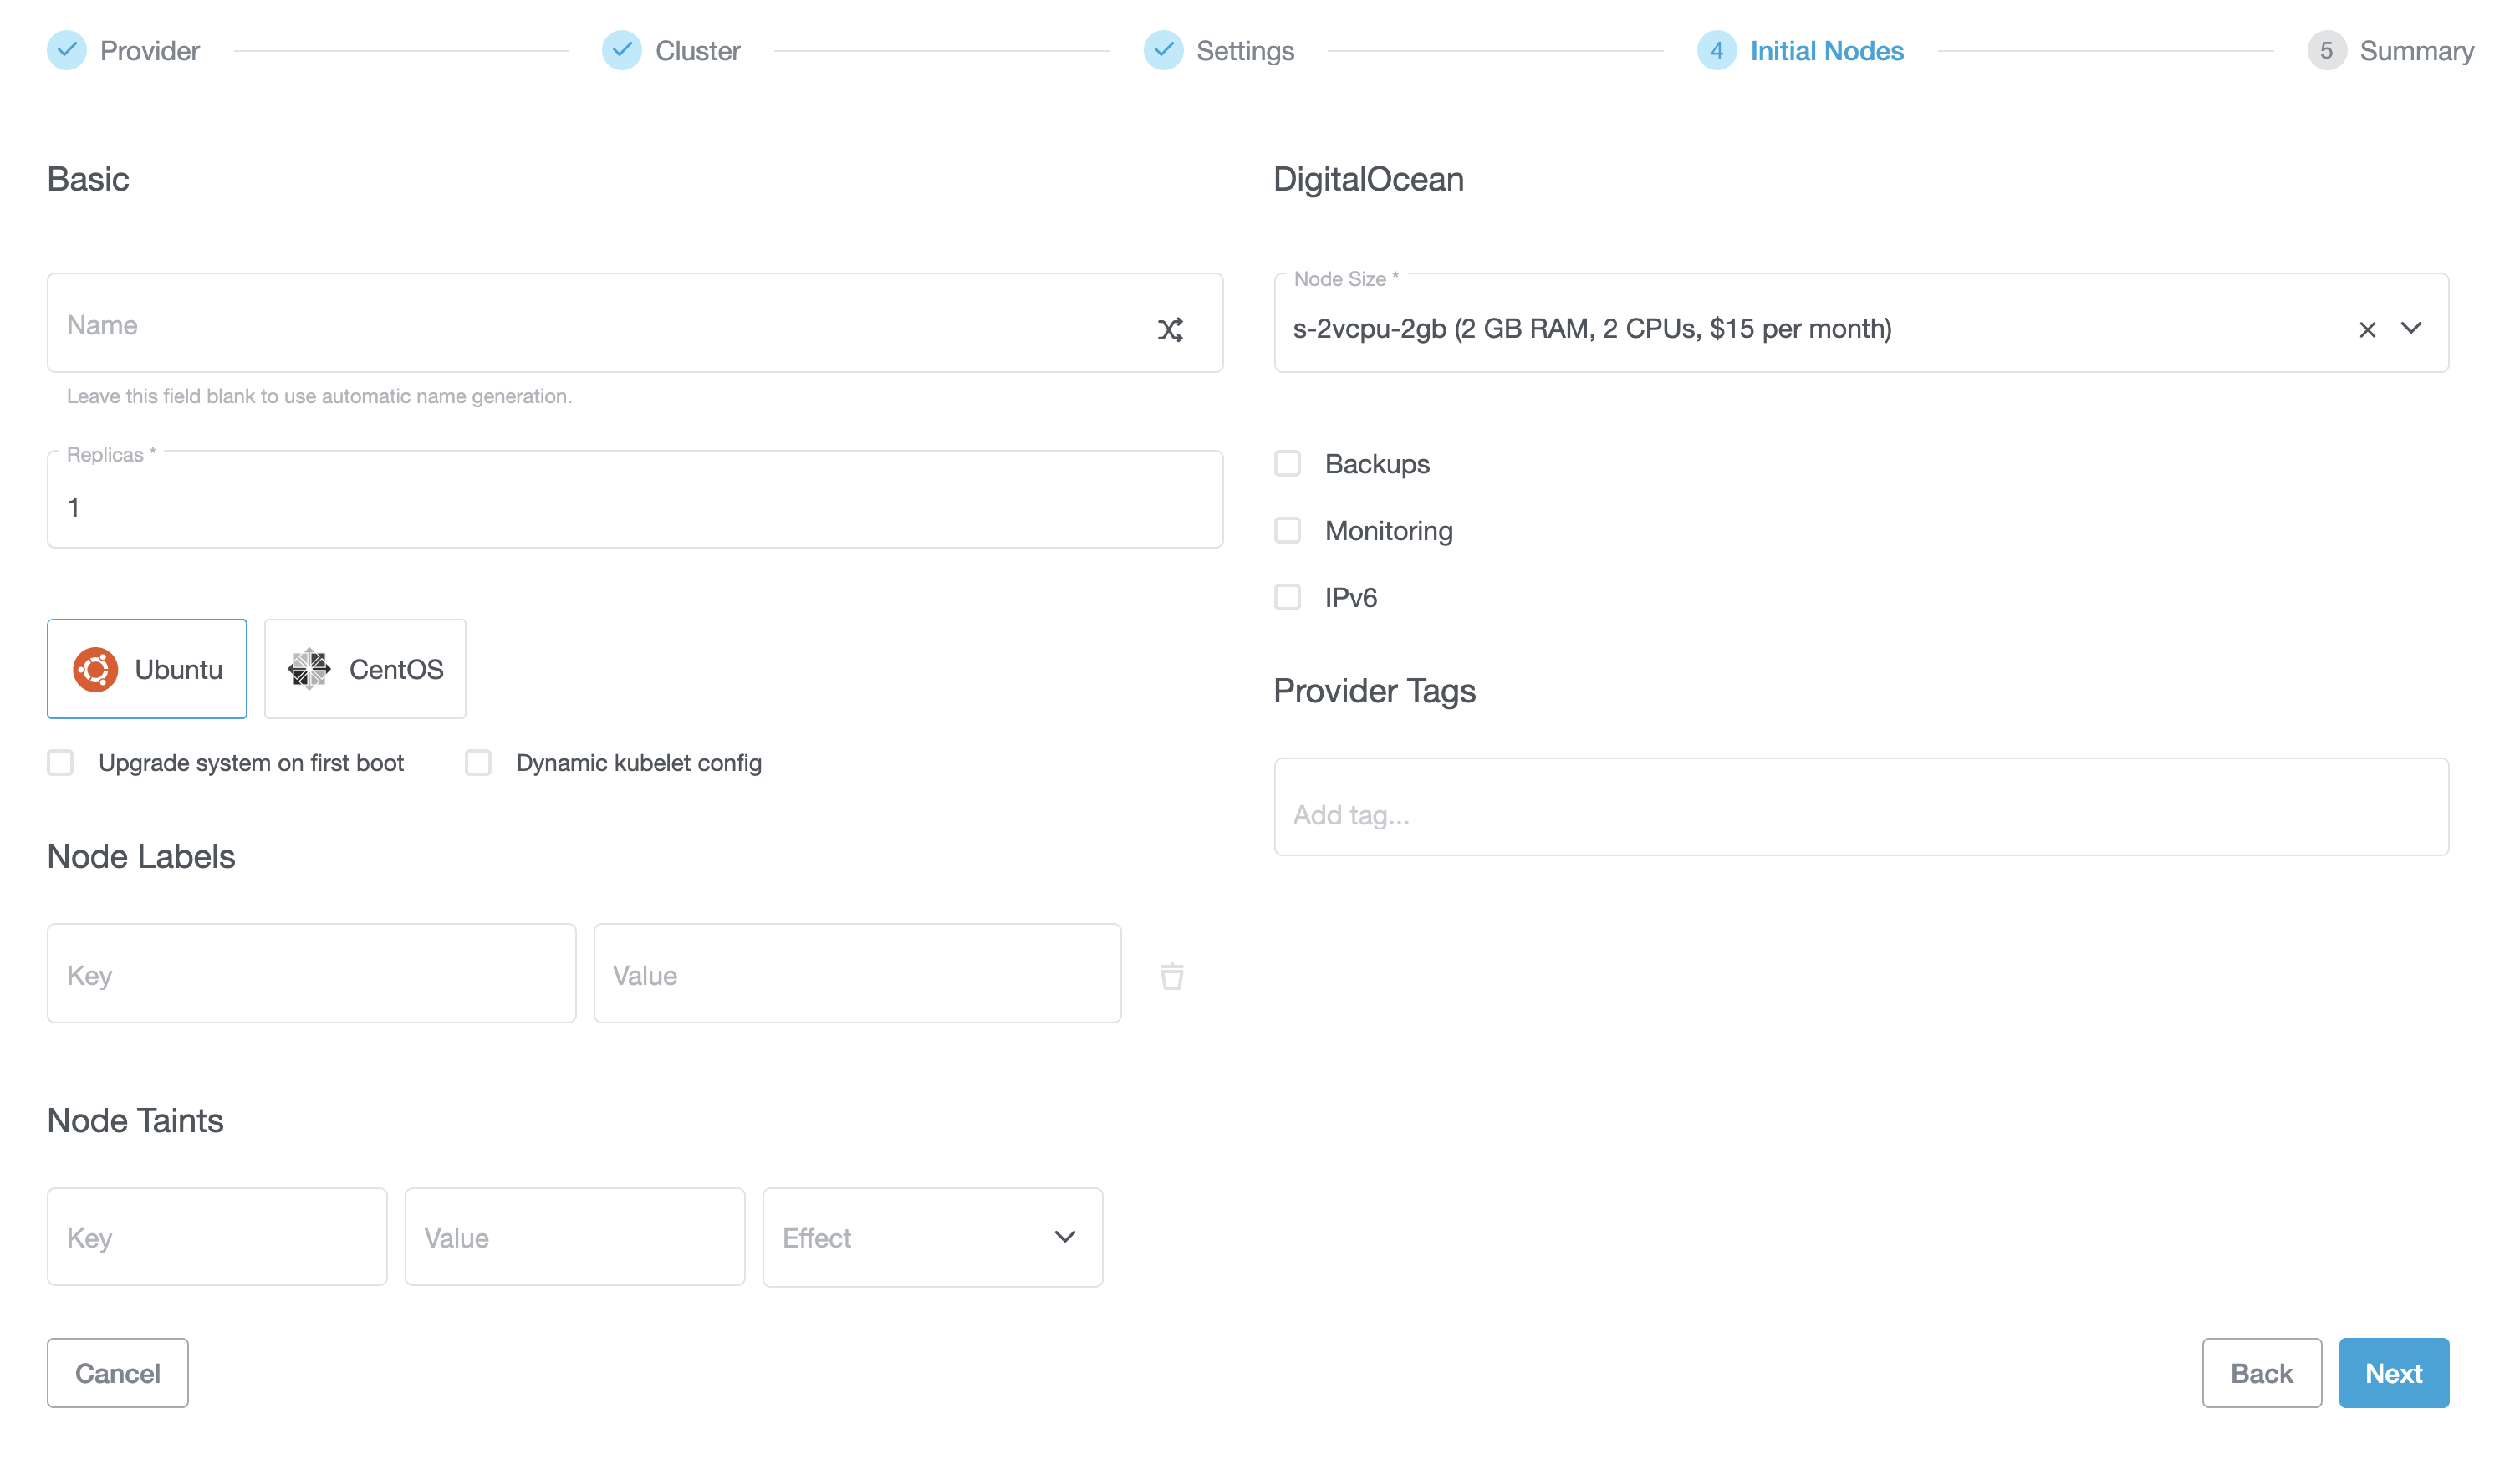 Provider
Cluster
Settings
4 Initial Nodes
5 Summary
Basic
Name
Leave this field blank to use automatic name generation.
Replicas *
1
Ubuntu
CentOS
Upgrade system on first boot
Dynamic kubelet config
Node Labels
Key
Value
Node Taints
Key
Value
Effect
DigitalOcean
Node Size *
s-2vcpu-2gb (2 GB RAM, 2 CPUs, $15 per month)
Backups
Monitoring
IPv6
Provider Tags
Add tag...
Cancel
Back
Next